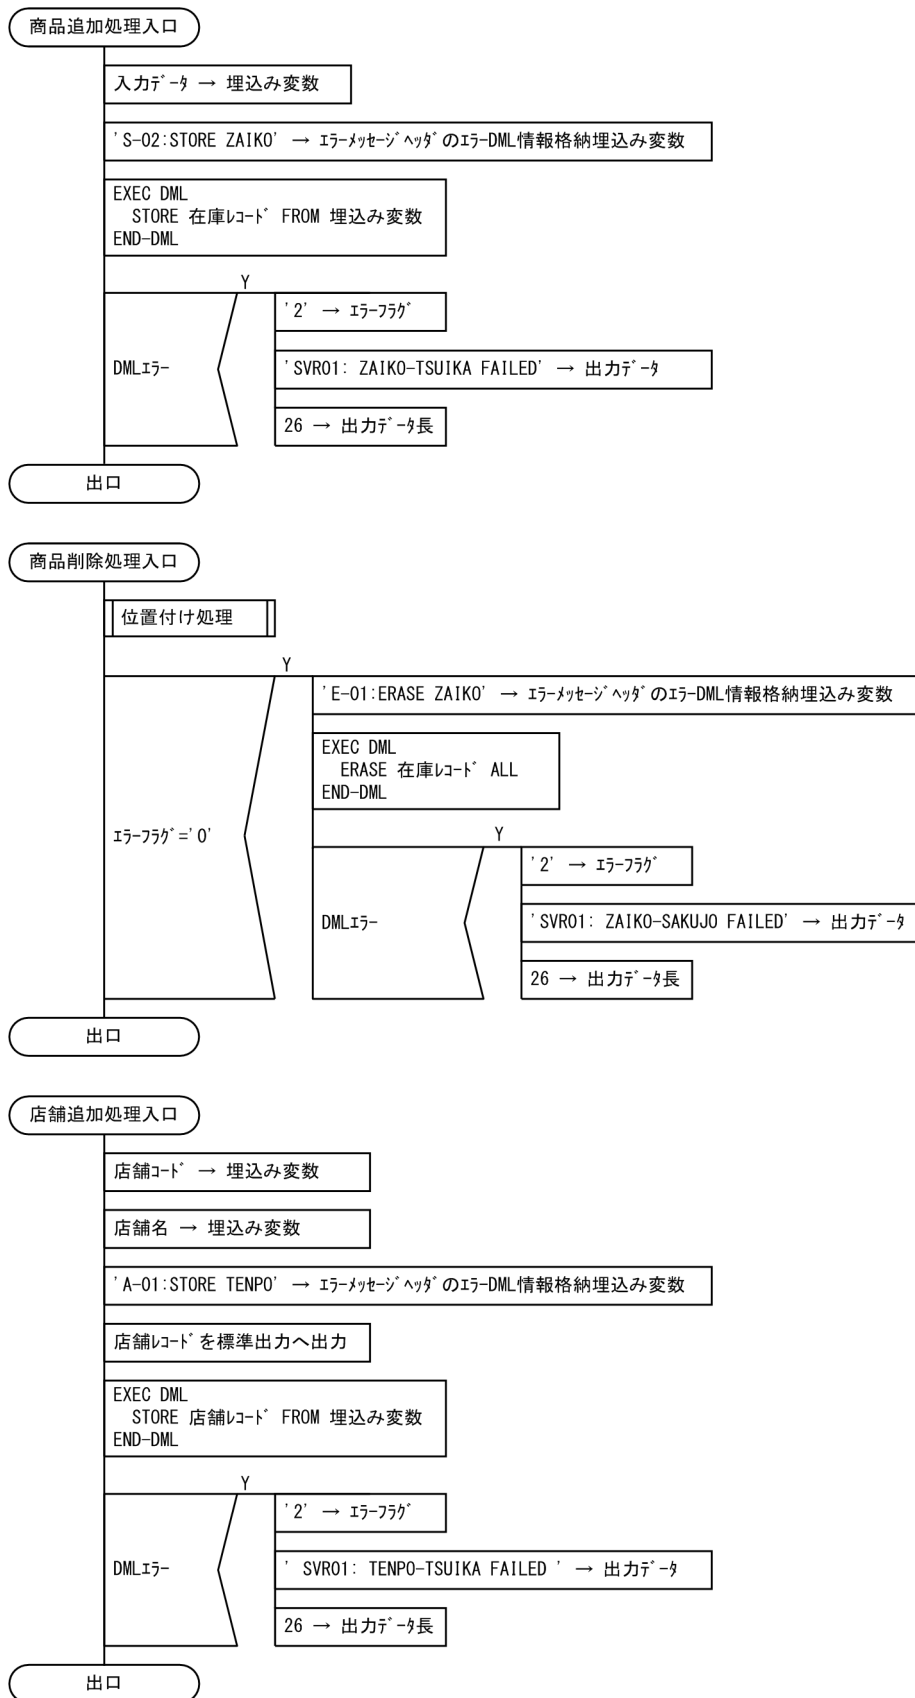 商品追加処理入口
入力ﾃﾞｰﾀ → 埋込み変数
'S-02:STORE ZAIKO' → ｴﾗｰﾒｯｾｰｼﾞﾍｯﾀﾞのｴﾗｰDML情報格納埋込み変数
EXEC DML
STORE 在庫ﾚｺｰﾄﾞ FROM 埋込み変数
END-DML
Y
'2' → ｴﾗｰﾌﾗｸﾞ
DMLｴﾗｰ
'SVR01: ZAIKO-TSUIKA FAILED' → 出力ﾃﾞｰﾀ
26 → 出力ﾃﾞｰﾀ長
出口
商品削除処理入口
位置付け処理
Y
'E-01:ERASE ZAIKO' → ｴﾗｰﾒｯｾｰｼﾞﾍｯﾀﾞのｴﾗｰDML情報格納埋込み変数
EXEC DML
ERASE 在庫ﾚｺｰﾄﾞ ALL
END-DML
ｴﾗｰﾌﾗｸﾞ='0'
Y
'2' → ｴﾗｰﾌﾗｸﾞ
DMLｴﾗｰ
'SVR01: ZAIKO-SAKUJO FAILED' → 出力ﾃﾞｰﾀ
26 → 出力ﾃﾞｰﾀ長
出口
店舗追加処理入口
店舗ｺｰﾄﾞ → 埋込み変数
店舗名 → 埋込み変数
'A-01:STORE TENPO' → ｴﾗｰﾒｯｾｰｼﾞﾍｯﾀﾞのｴﾗｰDML情報格納埋込み変数
店舗ﾚｺｰﾄﾞを標準出力へ出力
EXEC DML
STORE 店舗ﾚｺｰﾄﾞ FROM 埋込み変数
END-DML
Y
'2' → ｴﾗｰﾌﾗｸﾞ
DMLｴﾗｰ
' SVR01: TENPO-TSUIKA FAILED ' → 出力ﾃﾞｰﾀ
26 → 出力ﾃﾞｰﾀ長
出口